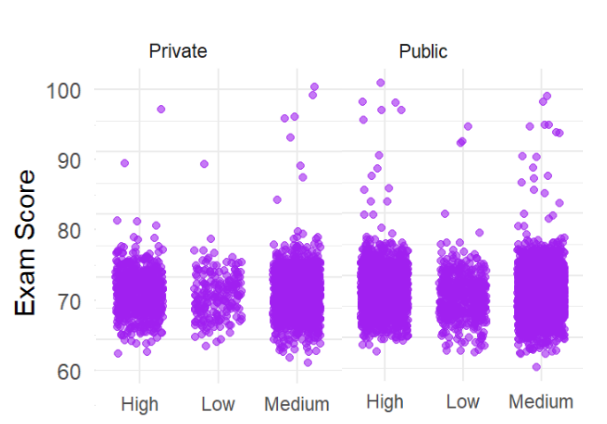 Private
Public
100
90
80
70
60
Exam Score
High
Low
Medium
High
Low
Medium